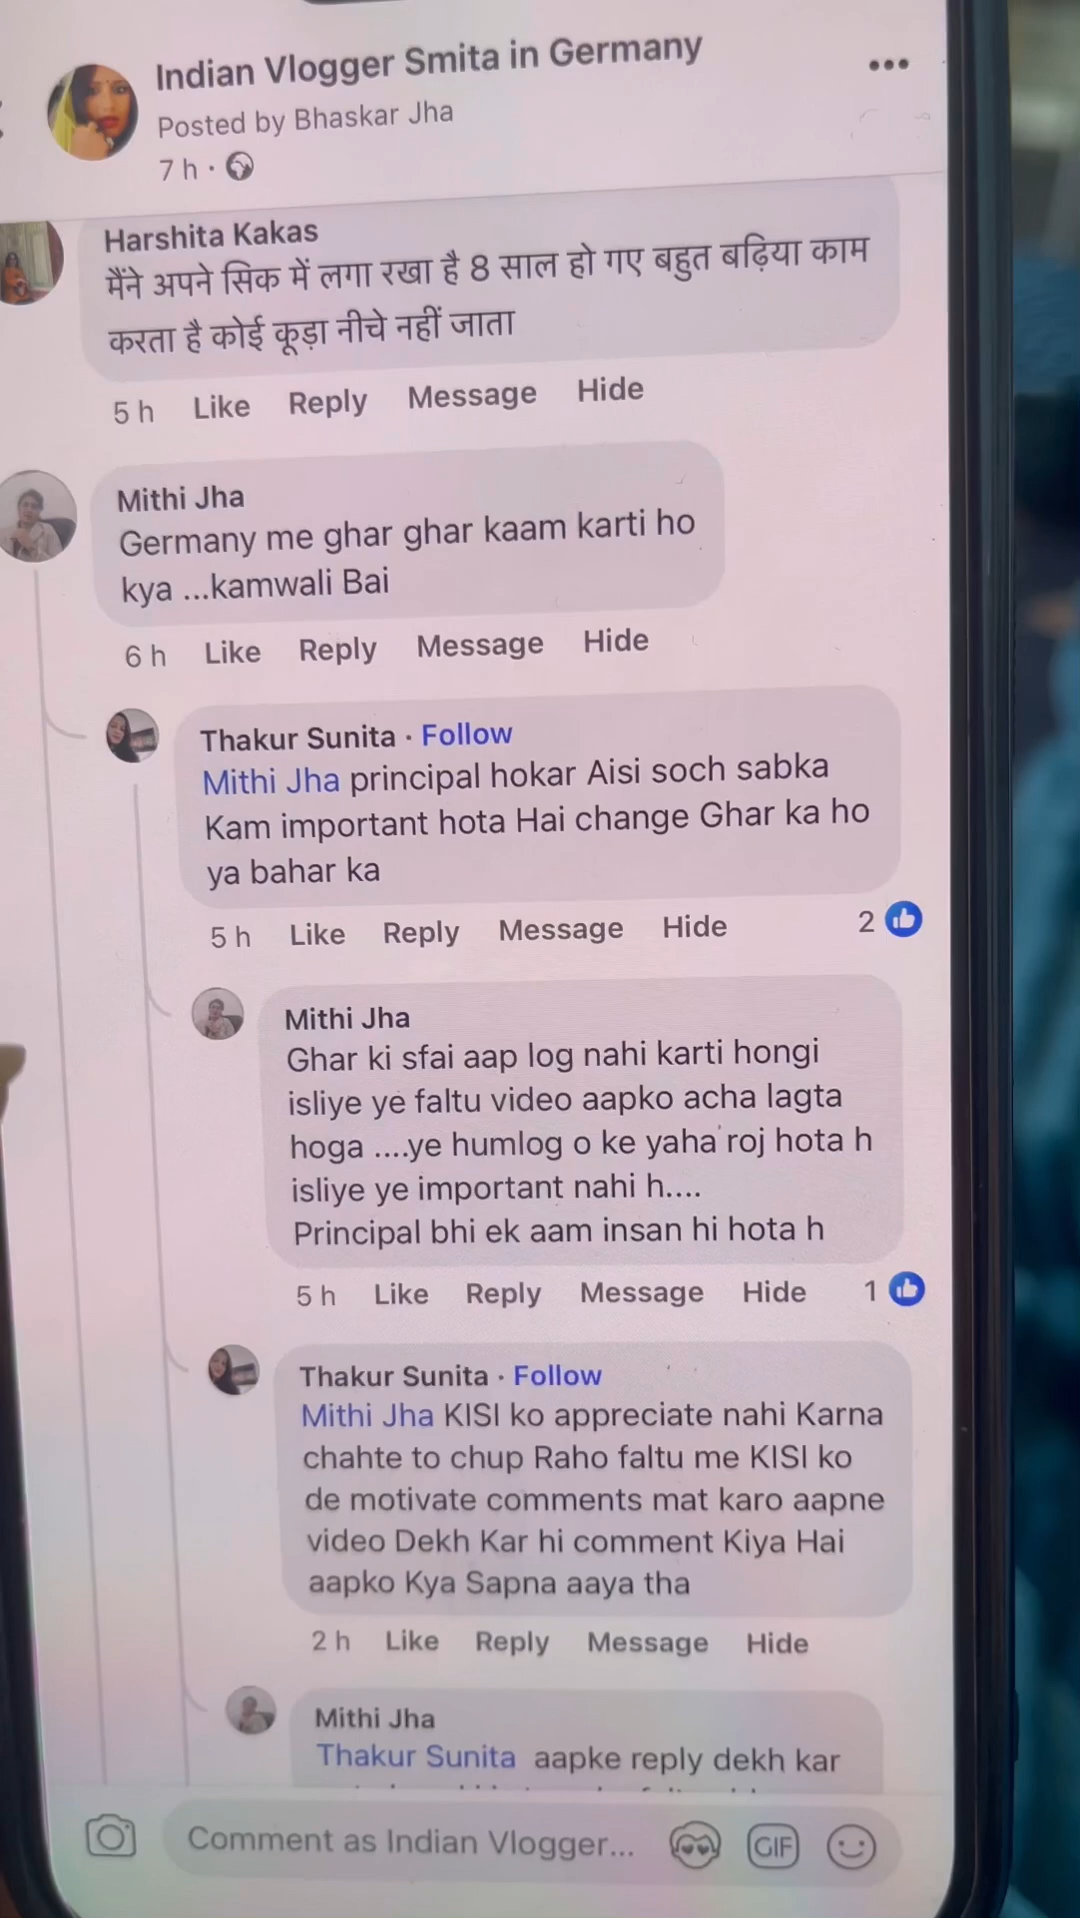 Indian Vlogger Smita in Germany
Posted by Bhaskar Jha
7 h ·
Harshita Kakas
मैंने अपने सिंक में लगा रखा है 8 साल हो गए बहुत बढ़िया काम
करता है कोई कूड़ा नीचे नहीं जाता
5 h Like Reply Message Hide
Mithi Jha
Germany me ghar ghar kaam karti ho
kya ...kamwali Bai
6 h Like Reply Message Hide
Thakur Sunita · Follow
Mithi Jha principal hokar Aisi soch sabka
Kam important hota Hai change Ghar ka ho
ya bahar ka
5 h Like Reply Message Hide 2
Mithi Jha
Ghar ki sfai aap log nahi karti hongi
isliye ye faltu video aapko acha lagta
hoga ....ye humlog o ke yaha roj hota h
isliye ye important nahi h....
Principal bhi ek aam insan hi hota h
5 h Like Reply Message Hide 1
Thakur Sunita · Follow
Mithi Jha KISI ko appreciate nahi Karna
chahte to chup Raho faltu me KISI ko
de motivate comments mat karo aapne
video Dekh Kar hi comment Kiya Hai
aapko Kya Sapna aaya tha
2 h Like Reply Message Hide
Mithi Jha
Thakur Sunita aapke reply dekh kar
Comment as Indian Vlogger...
GIF